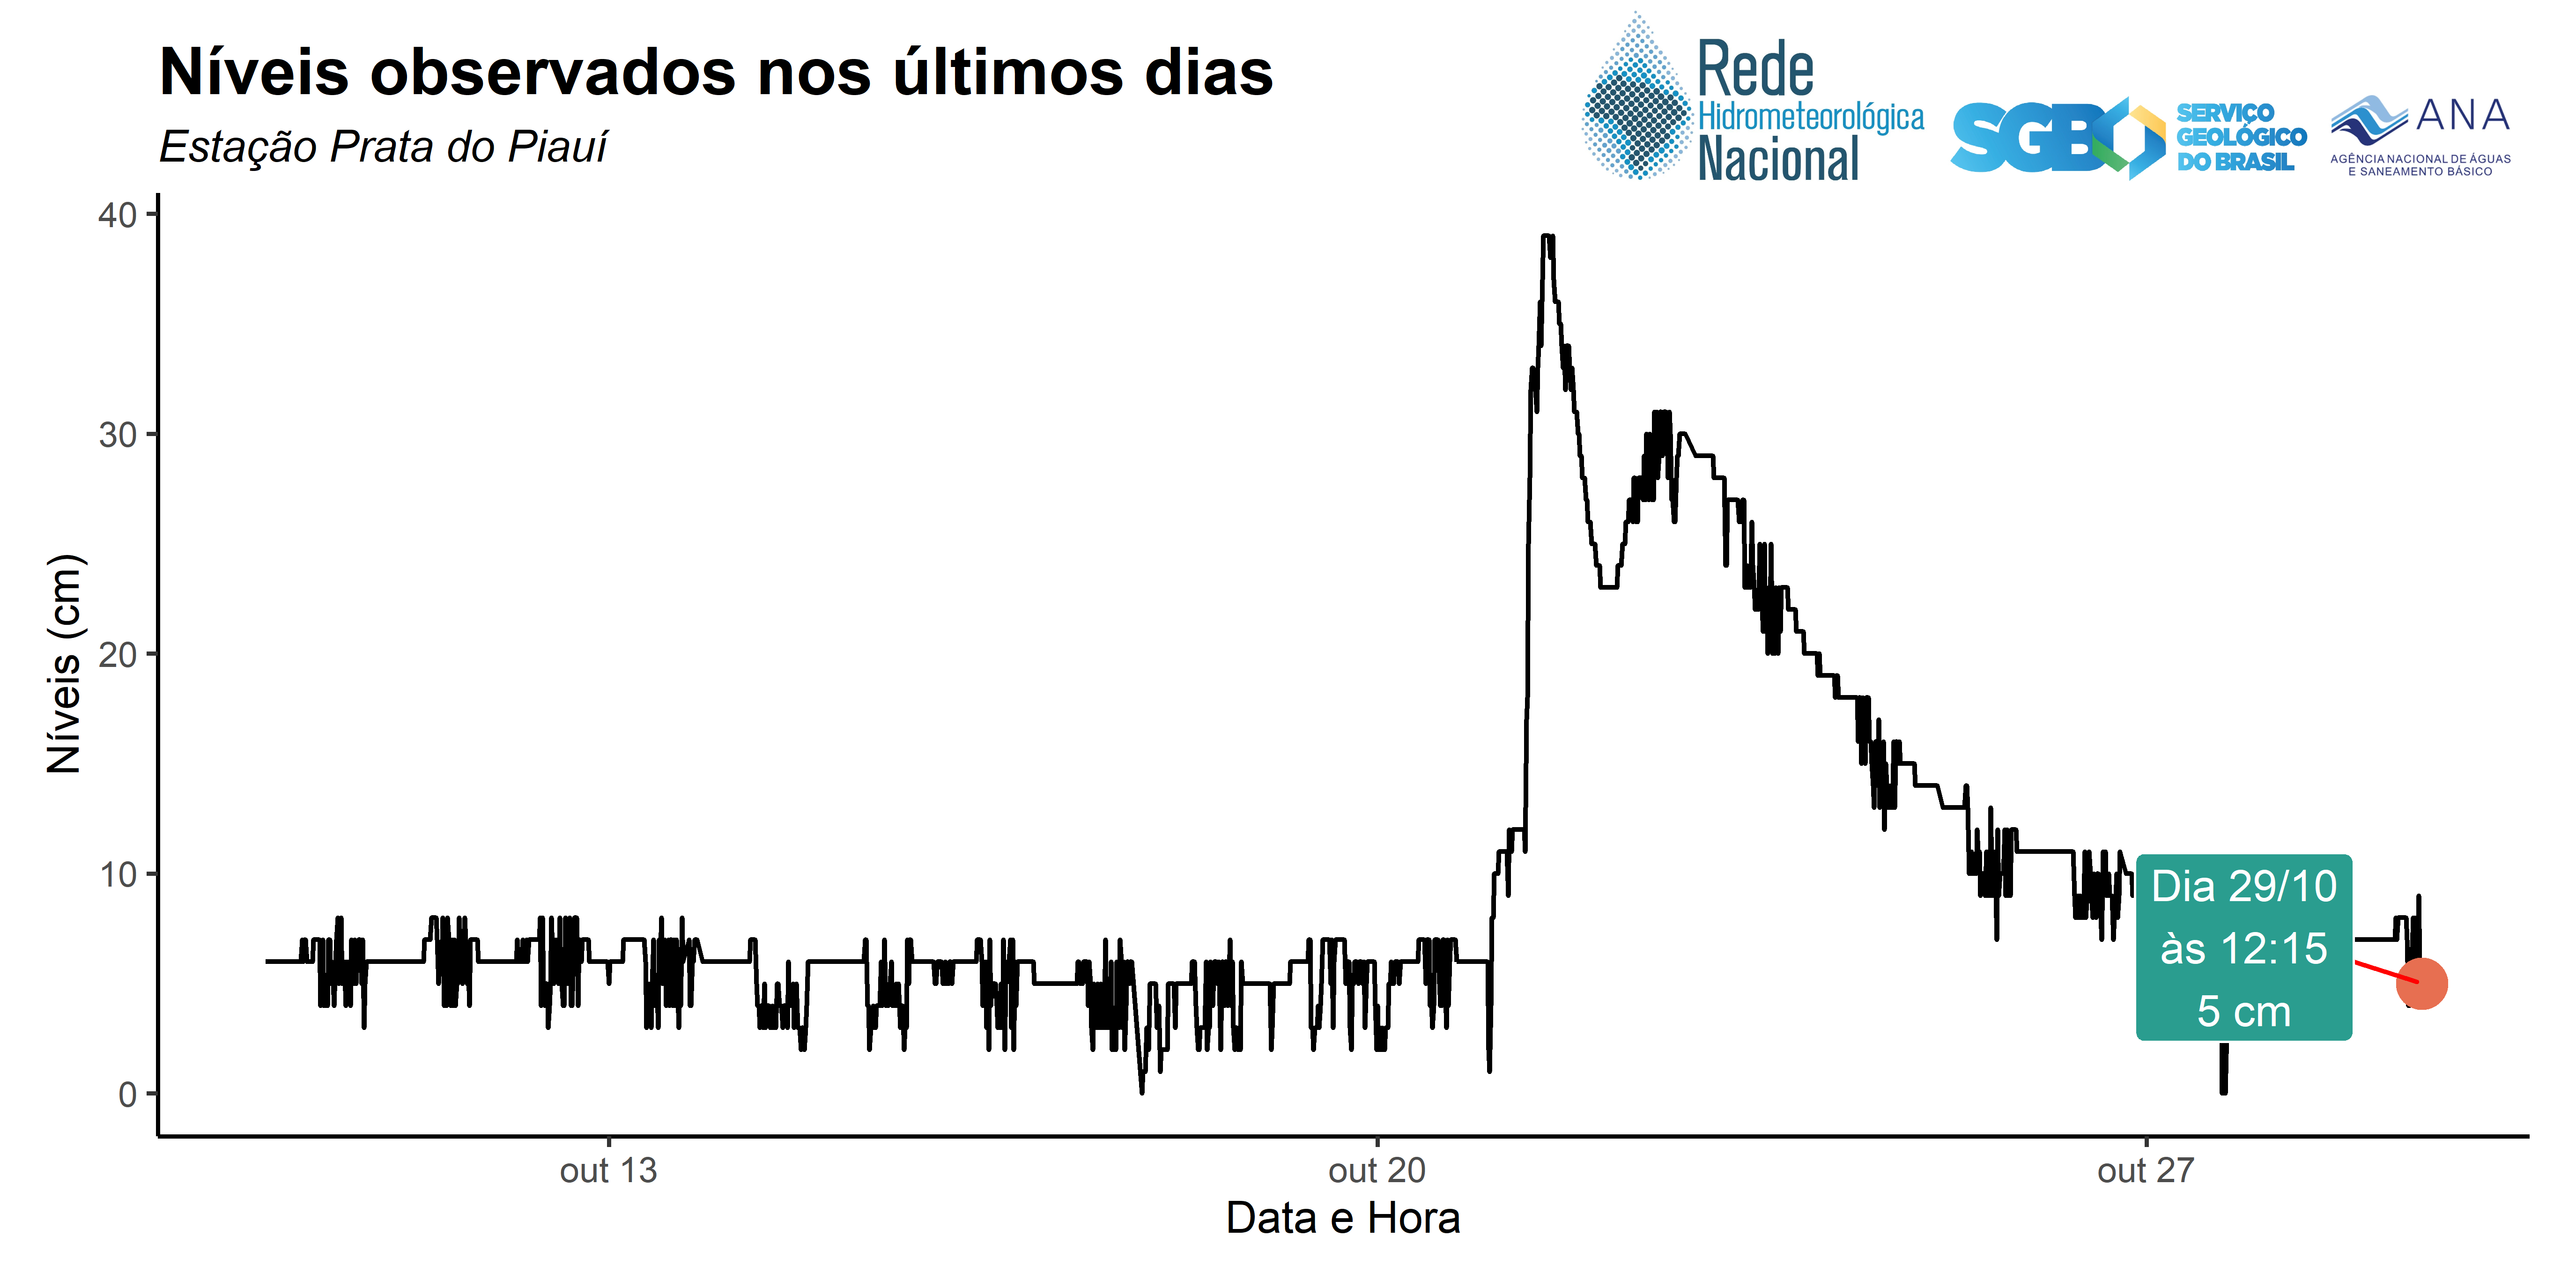 Níveis observados nos últimos dias
Estação Prata do Piauí
Rede
Hidrometeorológica
Nacional
SGB
SERVIÇO
GEOLÓGICO
DO BRASIL
ANA
AGÊNCIA NACIONAL DE ÁGUAS
E SANEAMENTO BÁSICO
40
30
20
10
0
Níveis (cm)
Dia 29/10
às 12:15
5 cm
out 13
out 20
out 27
Data e Hora